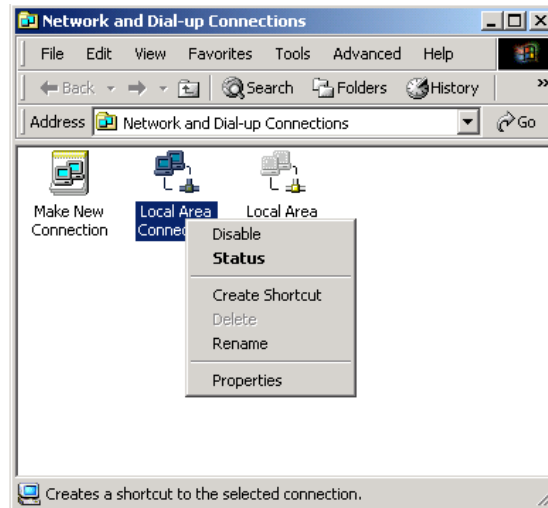 Network and Dial-up Connections
File Edit View Favorites Tools Advanced Help
Back Search Folders History »
Address Network and Dial-up Connections Go
Make New Connection
Local Area
Local Area
Disable
Status
Create Shortcut
Delete
Rename
Properties
Creates a shortcut to the selected connection.